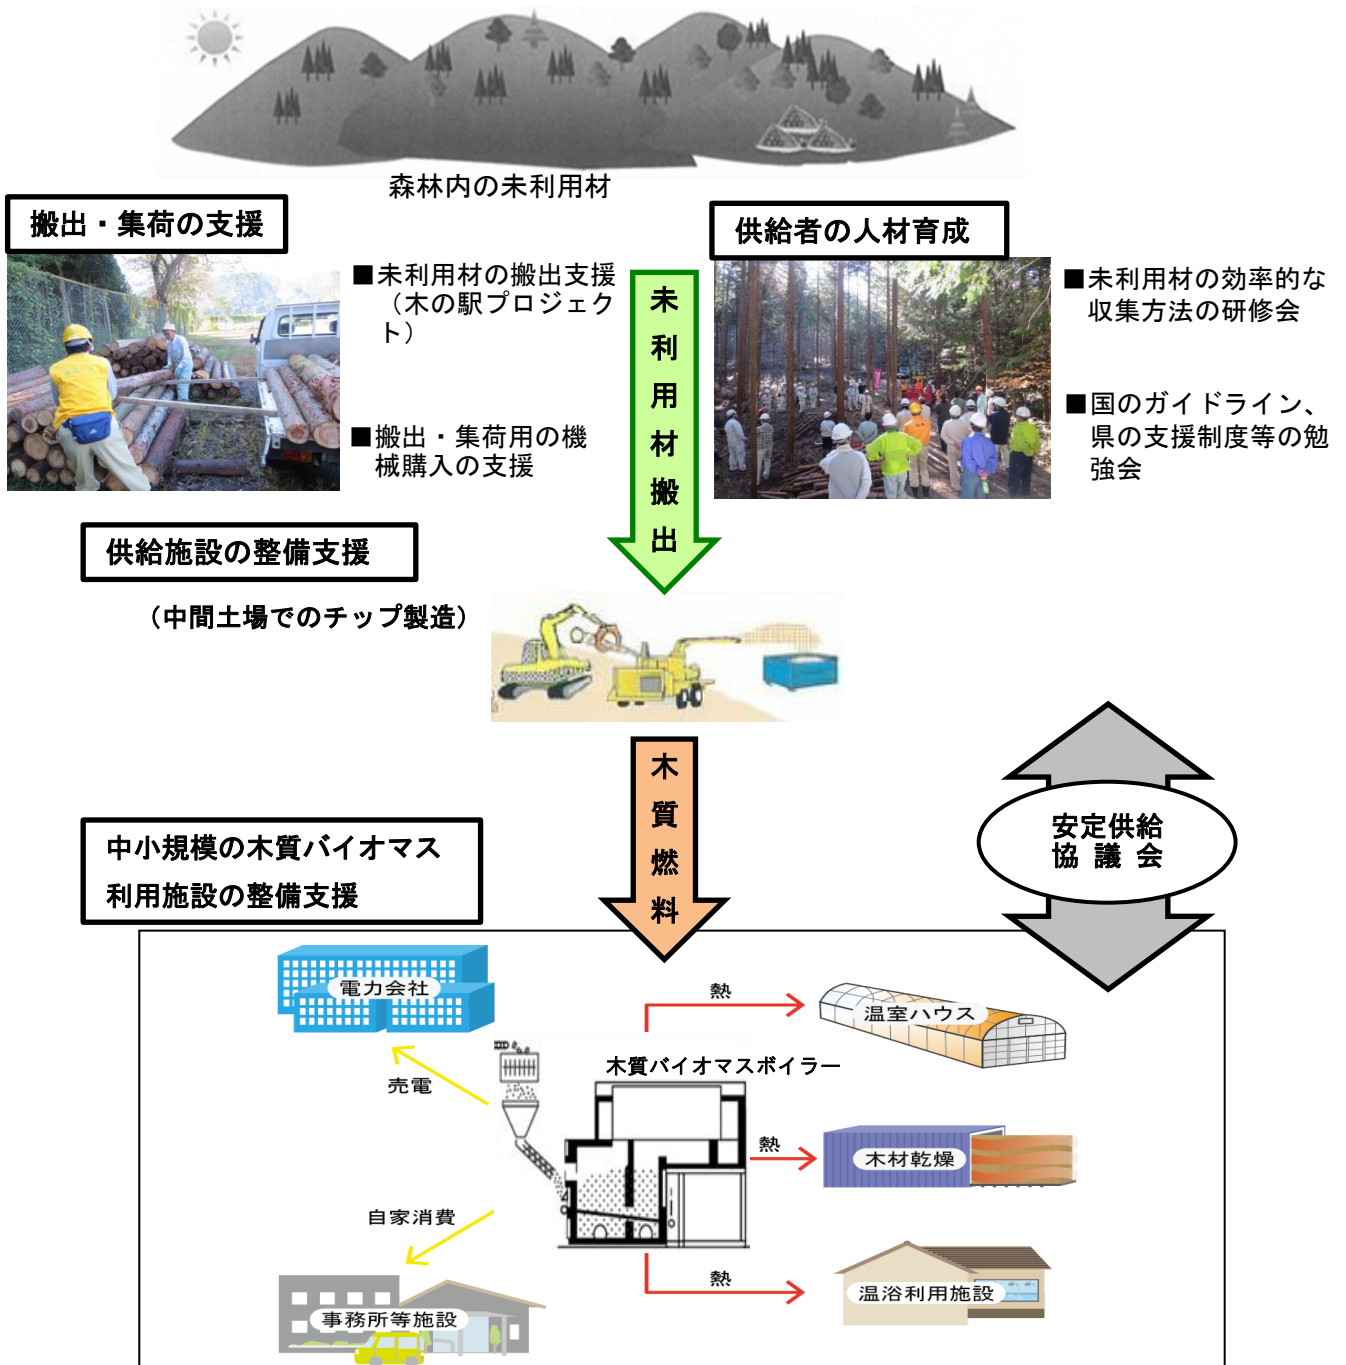 森林内の未利用材
搬出・集荷の支援
■未利用材の搬出支援
（木の駅プロジェク
ト）
■搬出・集荷用の機
械購入の支援
未利用材搬出
供給者の人材育成
■未利用材の効率的な
収集方法の研修会
■国のガイドライン、
県の支援制度等の勉
強会
供給施設の整備支援
（中間土場でのチップ製造）
木質燃料
安定供給
協議会
中小規模の木質バイオマス
利用施設の整備支援
電力会社
売電
自家消費
事務所等施設
木質バイオマスボイラー
熱
温室ハウス
熱
木材乾燥
熱
温浴利用施設